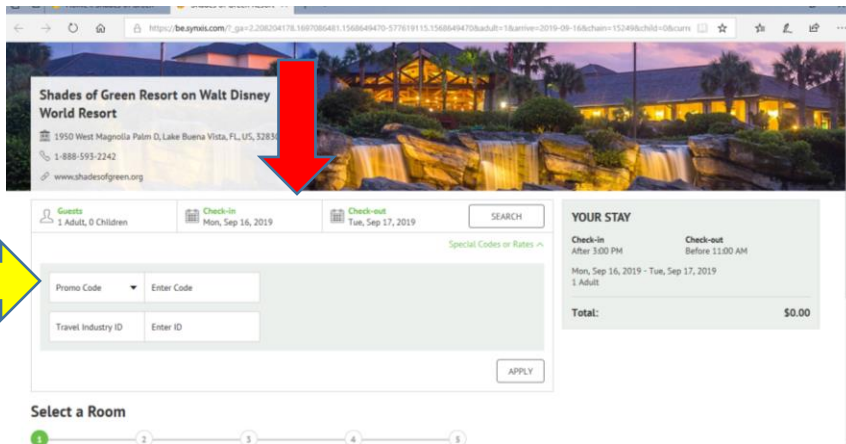 https://be.synxis.com/?_ga=2.208204178.1697086481.1568649470-577619115.1568649470&adult=1&arrive=2019-09-16&chain=15249&child=0&curre
Shades of Green Resort on Walt Disney
World Resort
1950 West Magnolia Palm D, Lake Buena Vista, FL, US, 32830
1-888-593-2242
www.shadesofgreen.org
Guests
1 Adult, 0 Children
Check-in
Mon, Sep 16, 2019
Check-out
Tue, Sep 17, 2019
SEARCH
Special Codes or Rates
Promo Code
Enter Code
Travel Industry ID
Enter ID
APPLY
YOUR STAY
Check-in Check-out
After 3:00 PM Before 11:00 AM
Mon, Sep 16, 2019 - Tue, Sep 17, 2019
1 Adult
Total: $0.00
Select a Room
1 2 3 4 5